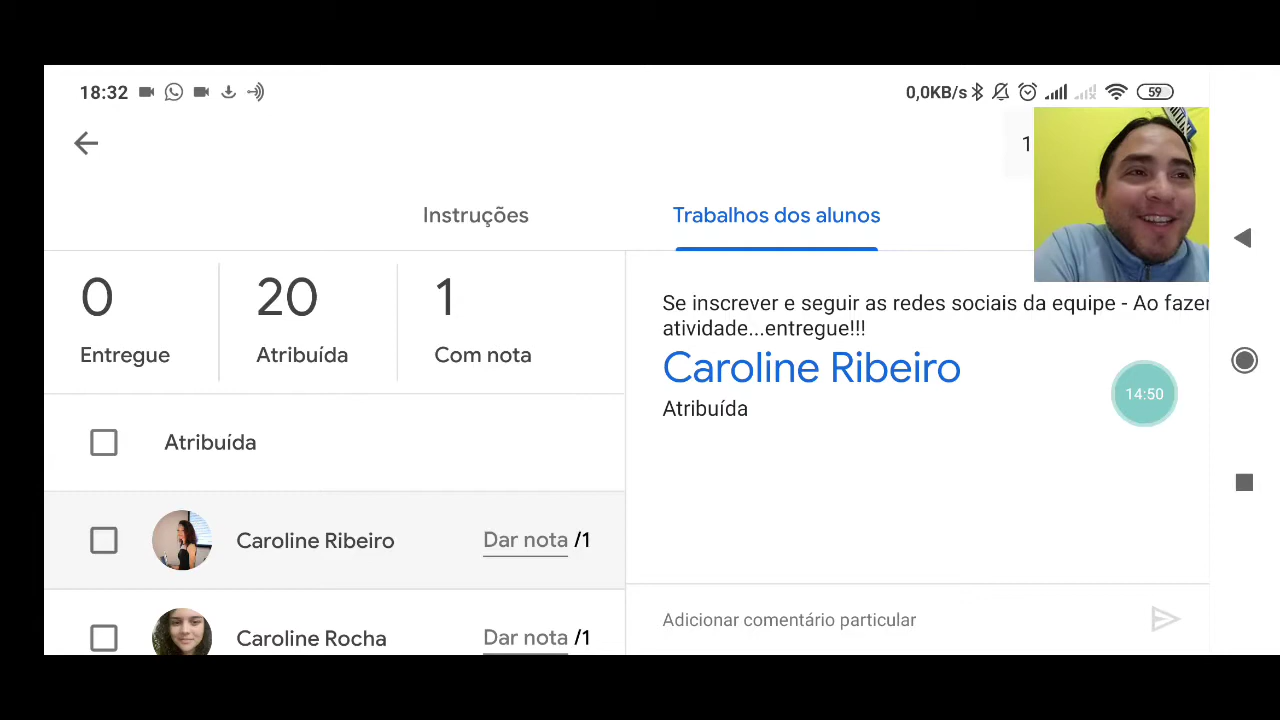 18:32
0,0KB/s
59
1
Instruções
Trabalhos dos alunos
0
20
1
Entregue
Atribuída
Com nota
Se inscrever e seguir as redes sociais da equipe - Ao fazer
atividade...entregue!!!
Caroline Ribeiro
Atribuída
14:50
Atribuída
Caroline Ribeiro
Dar nota /1
Caroline Rocha
Dar nota /1
Adicionar comentário particular